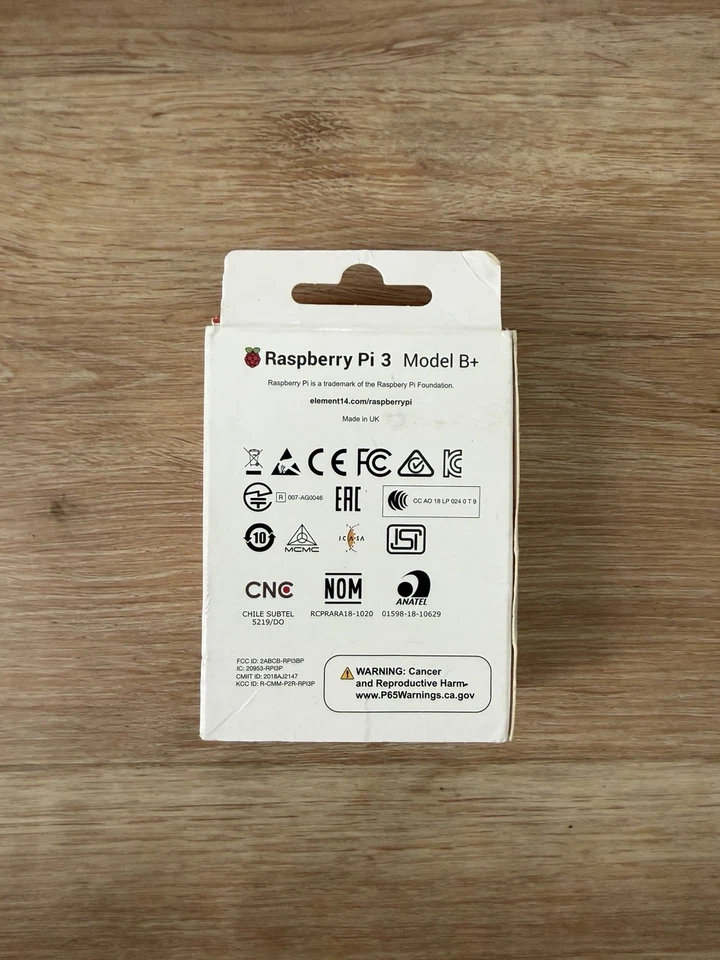 Raspberry Pi 3 Model B+
Raspberry Pi is a trademark of the Raspbery Pi Foundation.
element14.com/raspberrypi
Made in UK
CE FC KC
R 007-AG0046 EAC CC AO 18 LP 024 0 T 9
10 MCMC ICASA ISI
CNC NOM ANATEL
CHILE SUBTEL RCPRARA18-1020 01598-18-10629
5219/DO
FCC ID: 2ABCB-RPI3BP
IC: 20953-RPI3P
CMIIT ID: 2018AJ2147
KCC ID: R-CMM-P2R-RPI3P
WARNING: Cancer
and Reproductive Harm-
www.P65Warnings.ca.gov